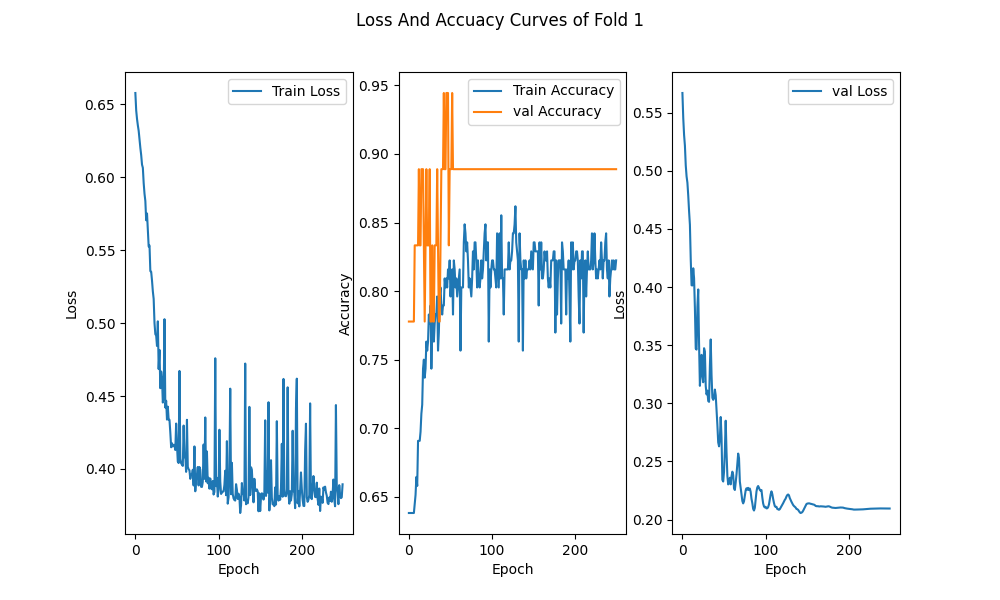 Loss And Accuacy Curves of Fold 1
Train Loss
0.65
0.60
0.55
0.50
0.45
0.40
Loss
0
100
200
Epoch
Train Accuracy
val Accuracy
0.95
0.90
0.85
0.80
0.75
0.70
0.65
Accuracy
0
100
200
Epoch
val Loss
0.55
0.50
0.45
0.40
0.35
0.30
0.25
0.20
Loss
0
100
200
Epoch